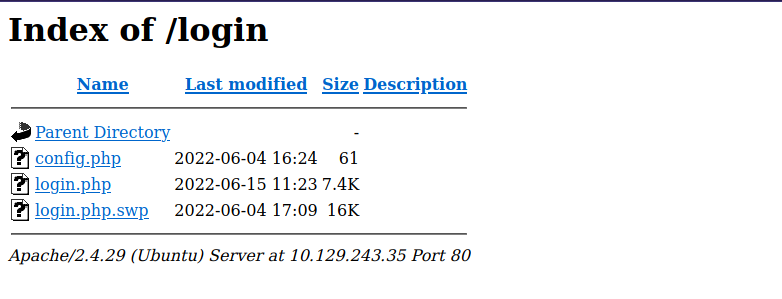 Index of /login
Name Last modified Size Description
Parent Directory -
config.php 2022-06-04 16:24 61
login.php 2022-06-15 11:23 7.4K
login.php.swp 2022-06-04 17:09 16K
Apache/2.4.29 (Ubuntu) Server at 10.129.243.35 Port 80